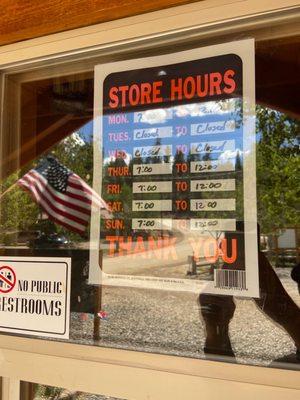 STORE HOURS
MON. 7 TO
TUES. Closed TO Closed
WED. Closed TO Closed
THUR. 7:00 TO 12:00
FRI. 7:00 TO 12:00
SAT. 7:00 TO 12:00
SUN. 7:00 TO 12:00
THANK YOU
NO PUBLIC
RESTROOMS